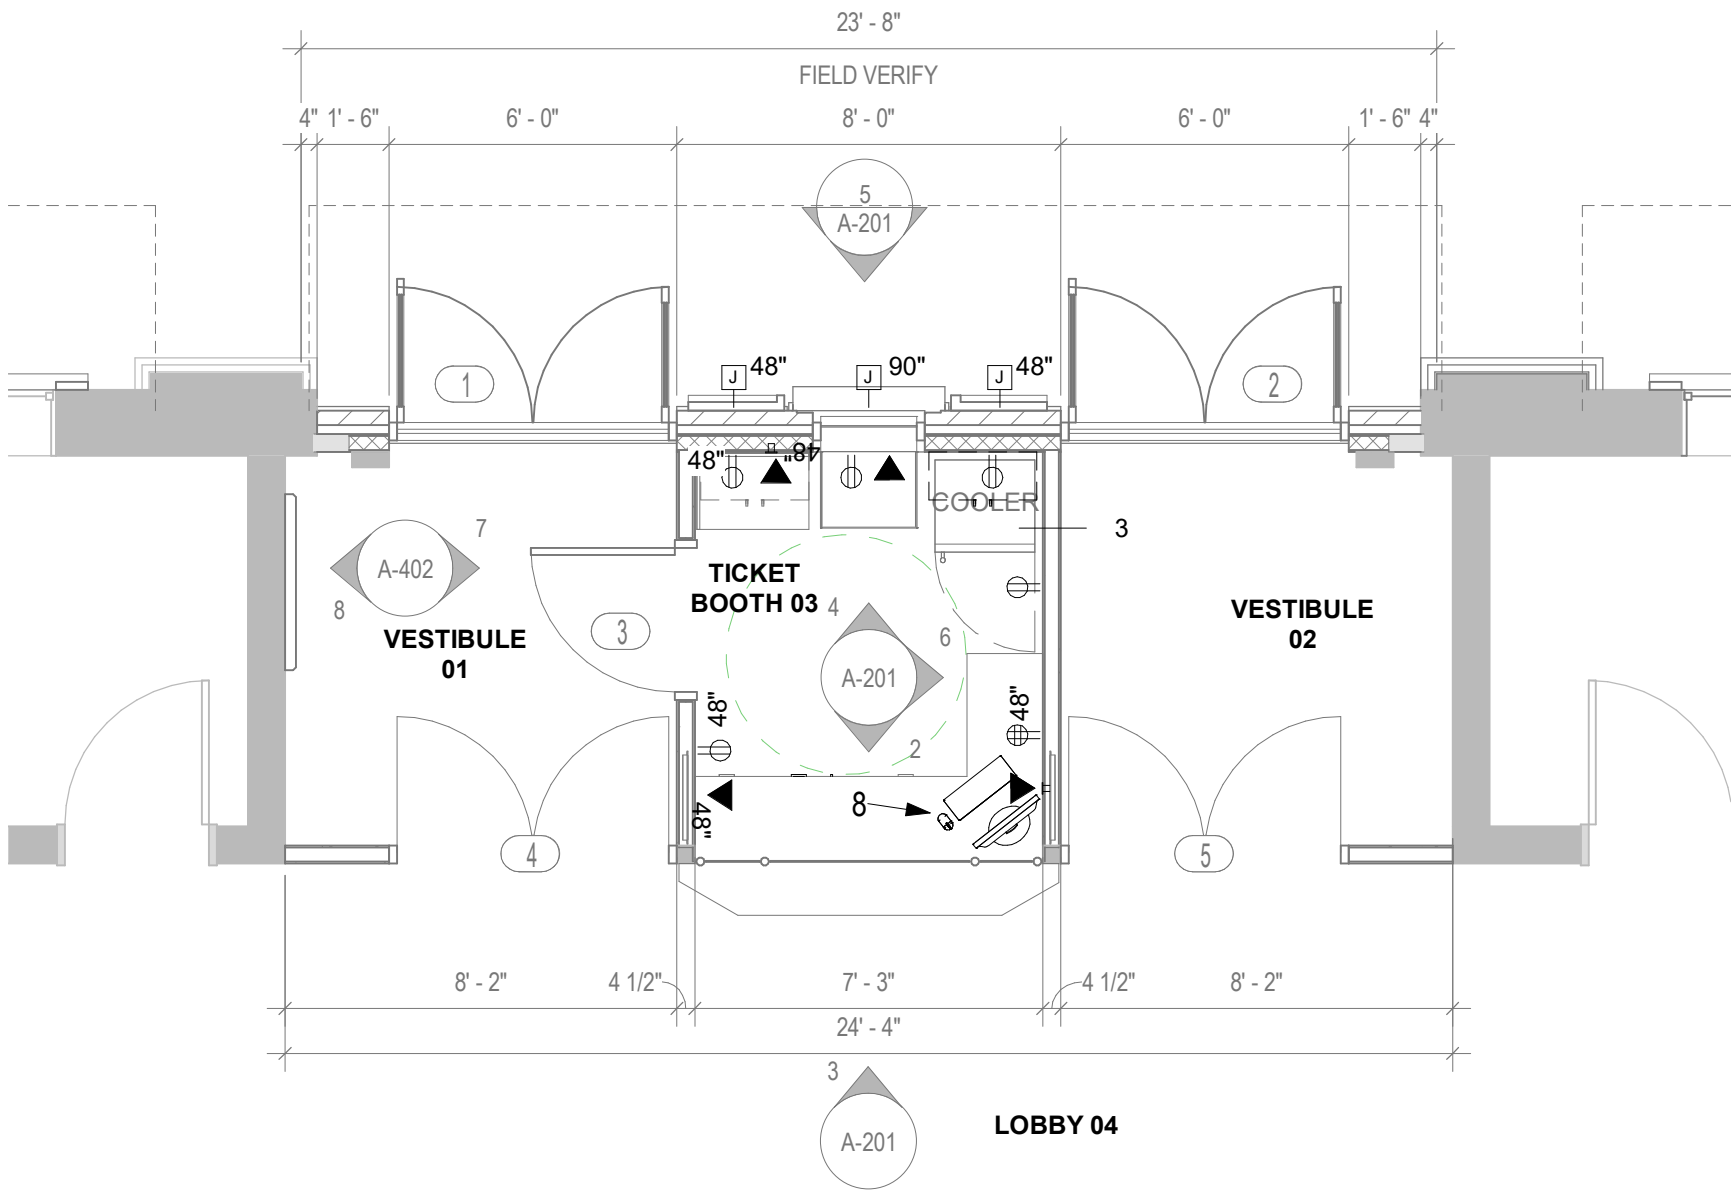 23' - 8"
FIELD VERIFY
4" 1' - 6" 6' - 0" 8' - 0" 6' - 0" 1' - 6" 4"
5
A-201
1
J 48"
J 90"
J 48"
2
48"
48"
COOLER
3
7
A-402
8
VESTIBULE
01
3
TICKET
BOOTH 03
4
6
A-201
2
VESTIBULE
02
48"
48"
48"
8
4
5
8' - 2" 4 1/2" 7' - 3" 4 1/2" 8' - 2"
24' - 4"
3
A-201
LOBBY 04